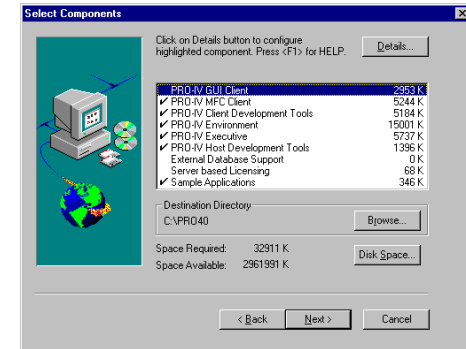 Select Components
Click on Details button to configure
highlighted component. Press <F1> for HELP.
Details...
PRO-IV GUI Client 2953 K
✓ PRO-IV MFC Client 5244 K
✓ PRO-IV Client Development Tools 5184 K
✓ PRO-IV Environment 15001 K
✓ PRO-IV Executive 5737 K
✓ PRO-IV Host Development Tools 1396 K
External Database Support 0 K
Server based Licensing 68 K
✓ Sample Applications 346 K
Destination Directory
C:\PRO40
Browse...
Space Required: 32911 K
Space Available: 2961991 K
Disk Space...
< Back
Next >
Cancel